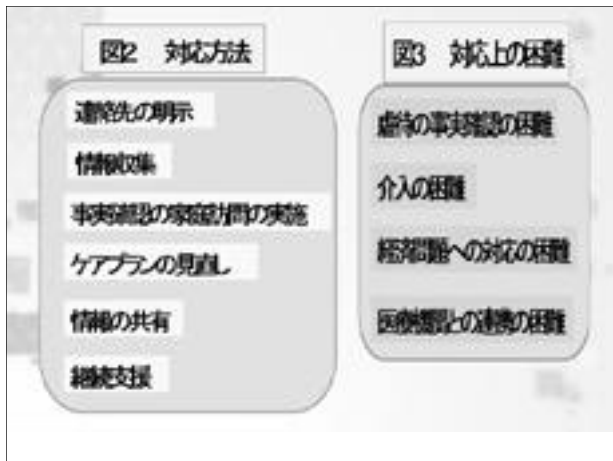 図2 対応方法
連絡先の明示
情報収集
事実確認の家庭訪問の実施
ケアプランの見直し
情報の共有
継続支援
図3 対応上の困難
虐待の事実確認の困難
介入の困難
経済問題への対応の困難
医療機関との連携の困難